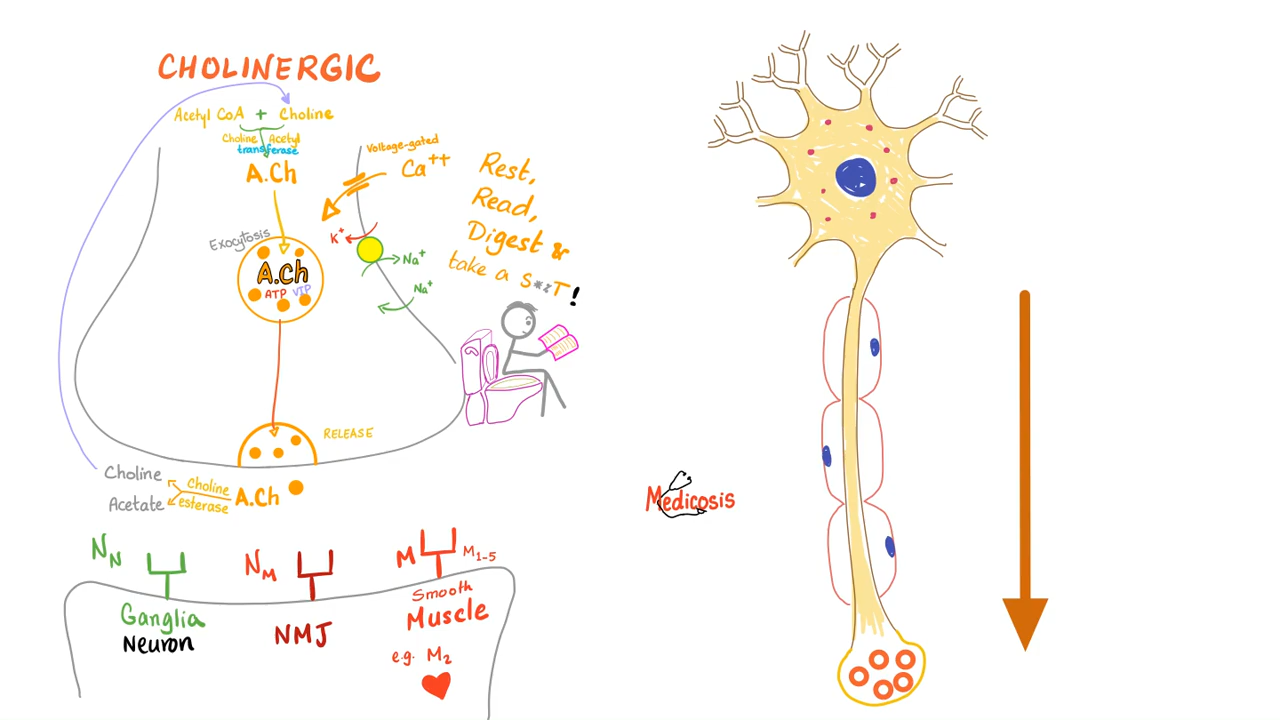 CHOLINERGIC
Acetyl CoA + Choline
Choline Acetyl
transferase
A.Ch
Voltage-gated
Ca++
Exocytosis
A.Ch
ATP VIP
K+
Na+
Na+
Rest,
Read,
Digest &
take a S*%T!
RELEASE
Choline
Acetate
Choline
esterase
A.Ch
NN
Ganglia
Neuron
NM
NMJ
M
M1-5
Smooth
Muscle
e.g. M2
Medicosis